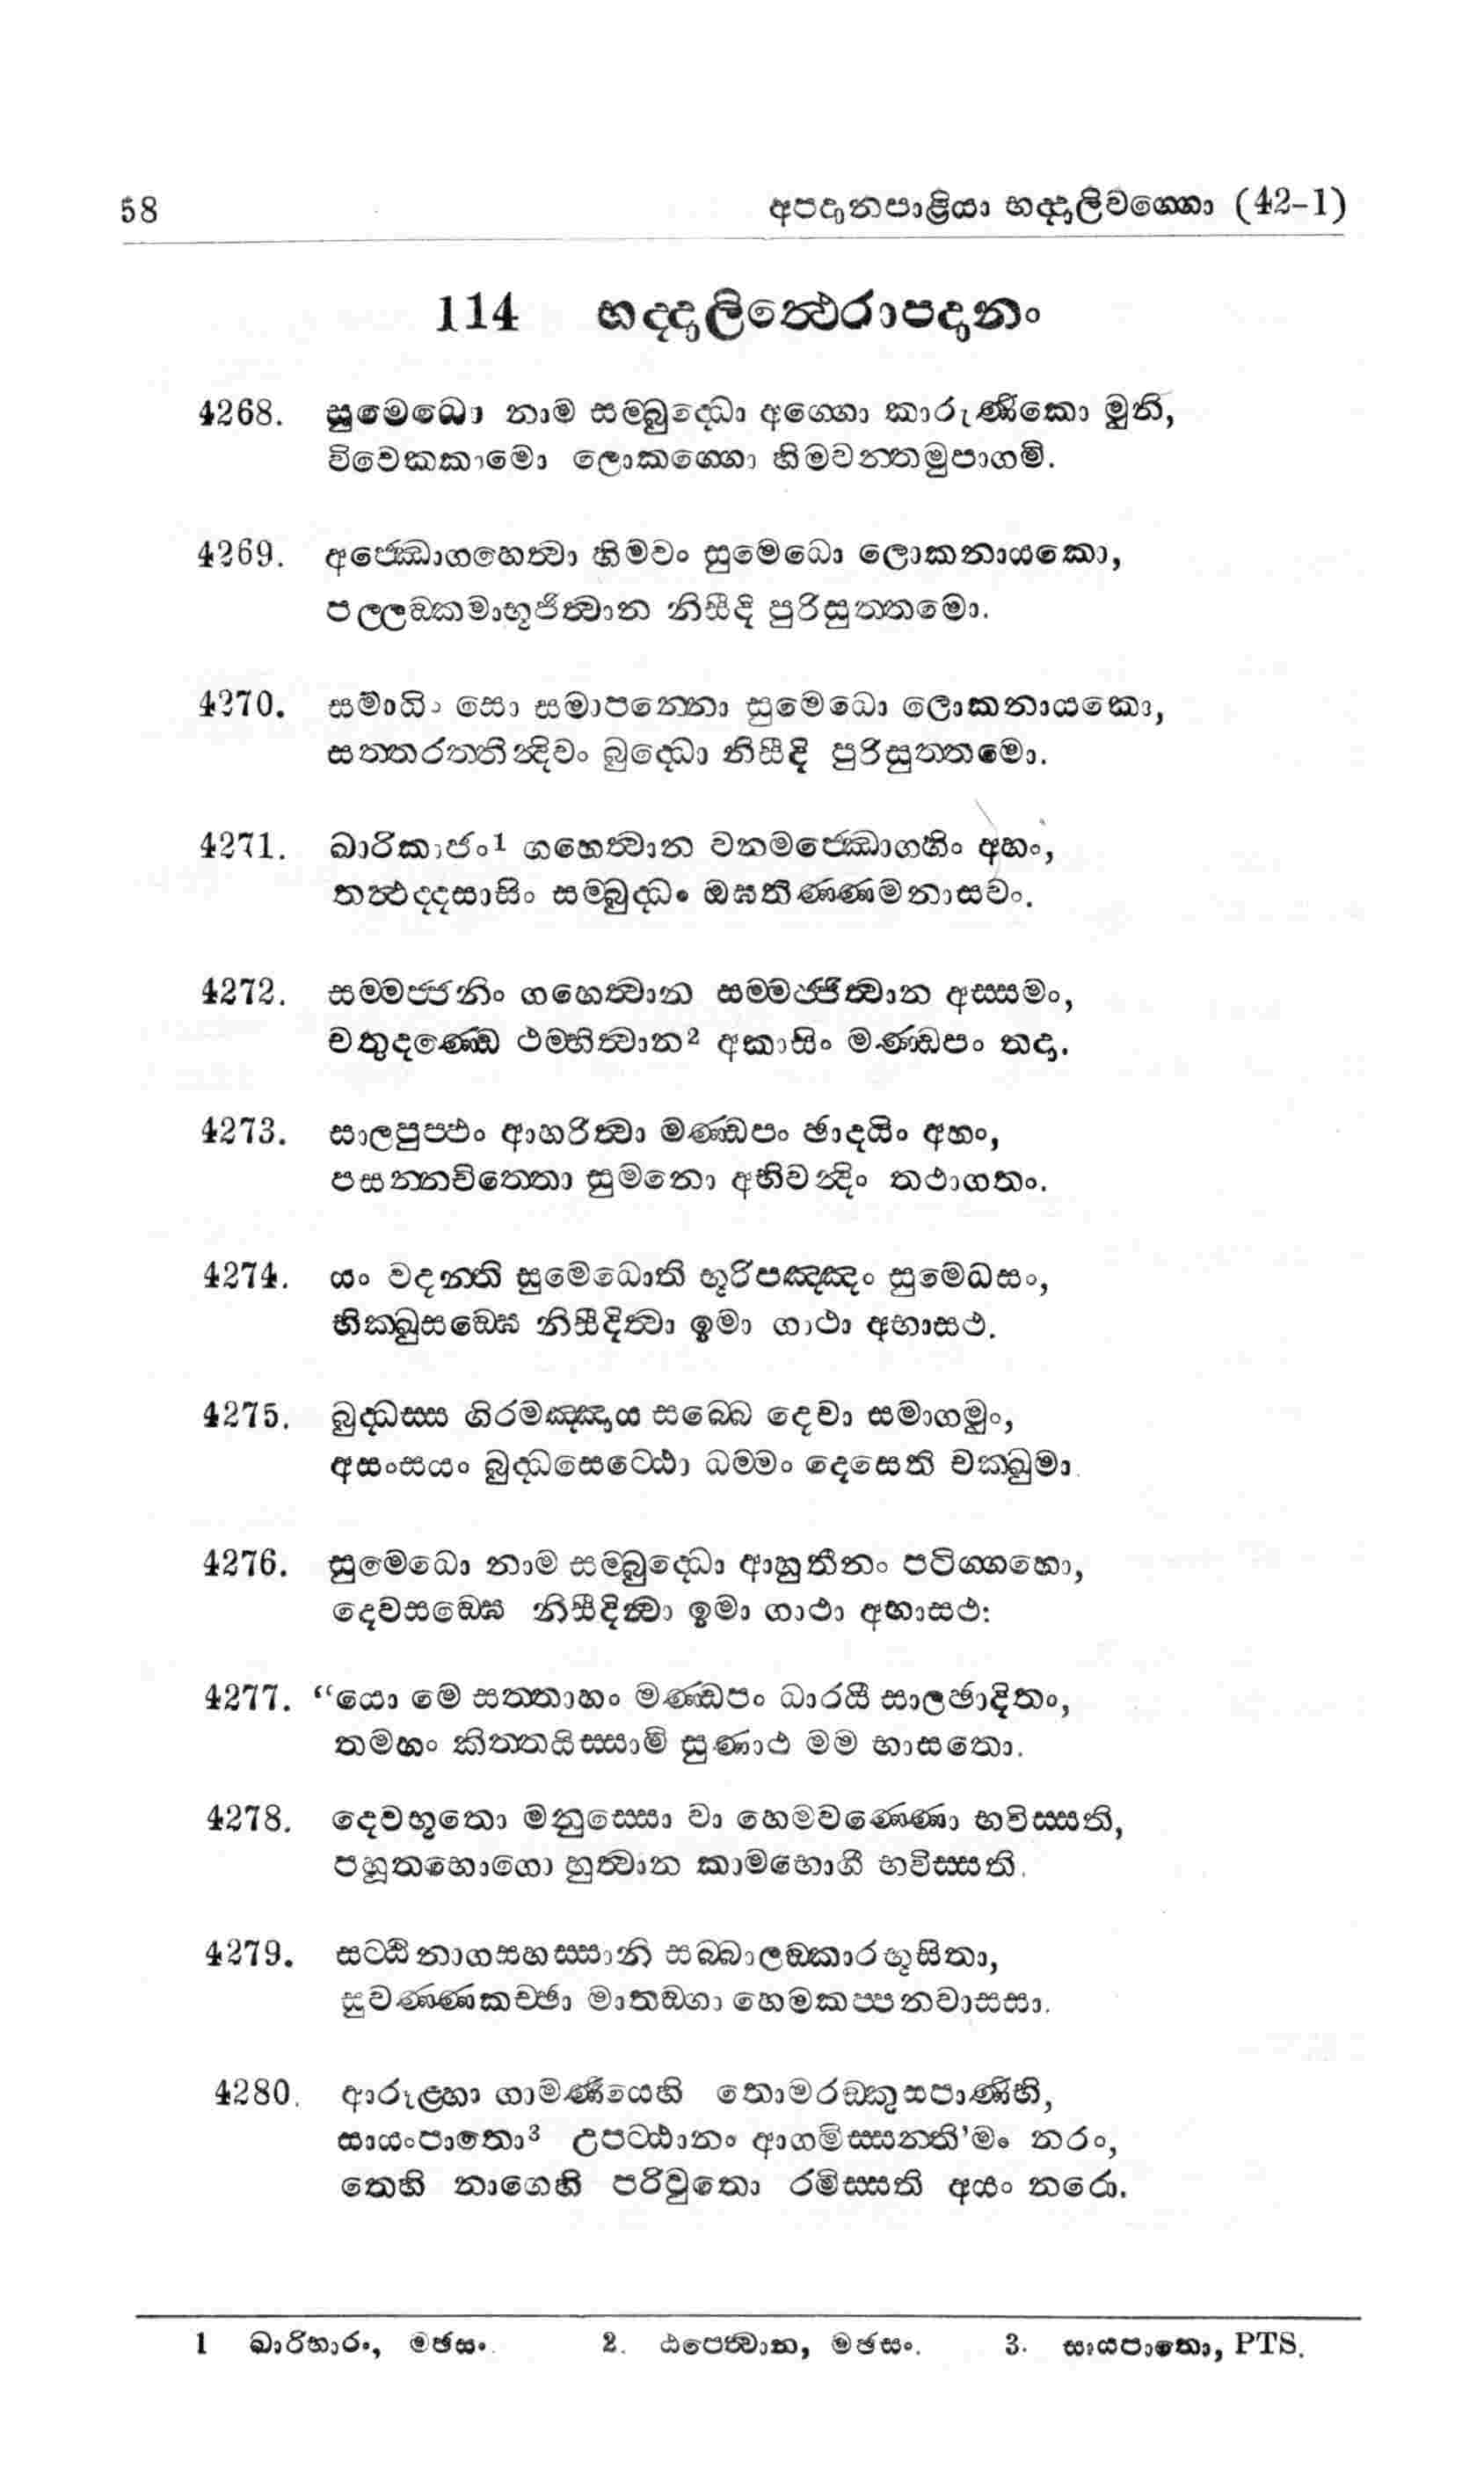 58
අපදානපාළියා භද්දාලිවග්ගො (42-1)
114 භද්දාලිත්ථෙරාපදානං
4268. සුමෙධො නාම සම්බුද්ධො අග්ගො කාරුණිකො මුනි,
විවෙකකාමො ලොකග්ගො හිමවන්තමුපාගමි.
4269. අජ්ඣොගහෙත්වා හිමවං සුමෙධො ලොකනායකො,
පල්ලඞ්කමාභූජිත්වාන නිසීදි පුරිසුත්තමො.
4270. සමාධිං සො සමාපන්නො සුමෙධො ලොකනායකො,
සත්තරත්තින්දිවං බුද්ධො නිසීදි පුරිසුත්තමො.
4271. ඛාරිකාජං1 ගහෙත්වාන වනමජ්ඣොගහිං අහං,
තත්ථද්දසාසිං සම්බුද්ධං ඔඝතිණ්ණමනාසවං.
4272. සම්මජ්ජනිං ගහෙත්වාන සම්මජ්ජිත්වාන අස්සමං,
චතුදණ්ඩෙ ථම්භිත්වාන2 අකාසිං මණ්ඩපං තදා.
4273. සාලපුප්ඵං ආහරිත්වා මණ්ඩපං ඡාදයිං අහං,
පසන්නචිත්තො සුමනො අභිවන්දිං තථාගතං.
4274. යං වදන්ති සුමෙධොති භූරිපඤ්ඤං සුමෙධසං,
භික්ඛුසඞ්ඝෙ නිසීදිත්වා ඉමා ගාථා අභාසථ.
4275. බුද්ධස්ස ගිරමඤ්ඤාය සබ්බෙ දෙවා සමාගමුං,
අසංසයං බුද්ධසෙට්ඨො ධම්මං දෙසෙති චක්ඛුමා.
4276. සුමෙධො නාම සම්බුද්ධො ආහුතීනං පටිග්ගහො,
දෙවසඞ්ඝෙ නිසීදිත්වා ඉමා ගාථා අභාසථ:
4277. “යො මෙ සත්තාහං මණ්ඩපං ධාරයී සාලඡාදිතං,
තමහං කිත්තයිස්සාමි සුණාථ මම භාසතො.
4278. දෙවභූතො මනුස්සො වා හෙමවණ්ණො භවිස්සති,
පහූතභොගො හුත්වාන කාමභොගී භවිස්සති.
4279. සට්ඨිනාගසහස්සානි සබ්බාලඞ්කාරභූසිතා,
සුවණ්ණකච්ඡා මාතඞ්ගා හෙමකප්පනවාසසා.
4280. ආරූළ්හා ගාමණීයෙහි තොමරඞ්කුසපාණිභි,
සායංපාතො3 උපට්ඨානං ආගමිස්සන්ති'මං නරං,
තෙහි නාගෙහි පරිවුතො රමිස්සති අයං නරො.
1 ඛාරිභාරං, මඡසං. 2. ඨපෙත්වාන, මඡසං. 3. සායපාතො, PTS.